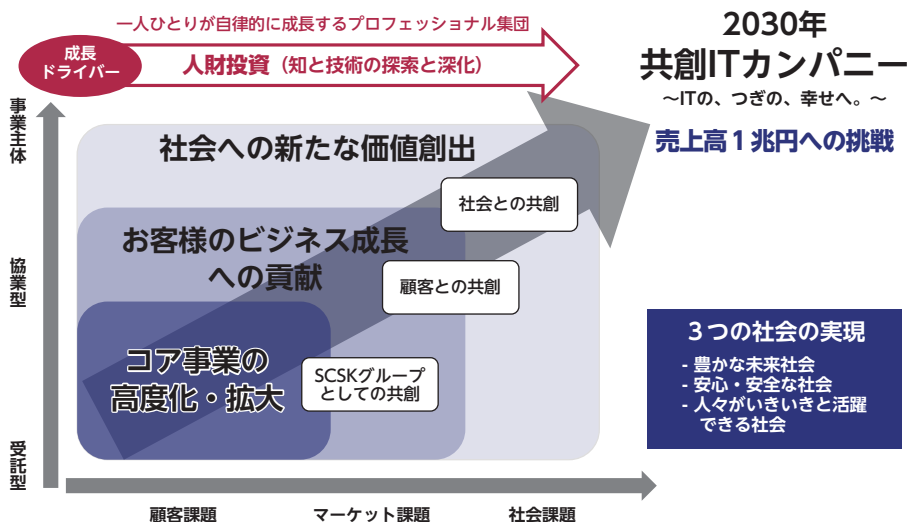 一人ひとりが自律的に成長するプロフェッショナル集団
成長
ドライバー
人財投資（知と技術の探索と深化）
2030年
共創ITカンパニー
～ITの、つぎの、幸せへ。～
売上高１兆円への挑戦
事業主体
協業型
受託型
社会への新たな価値創出
社会との共創
お客様のビジネス成長
への貢献
顧客との共創
コア事業の
高度化・拡大
SCSKグループ
としての共創
３つの社会の実現
- 豊かな未来社会
- 安心・安全な社会
- 人々がいきいきと活躍
できる社会
顧客課題
マーケット課題
社会課題